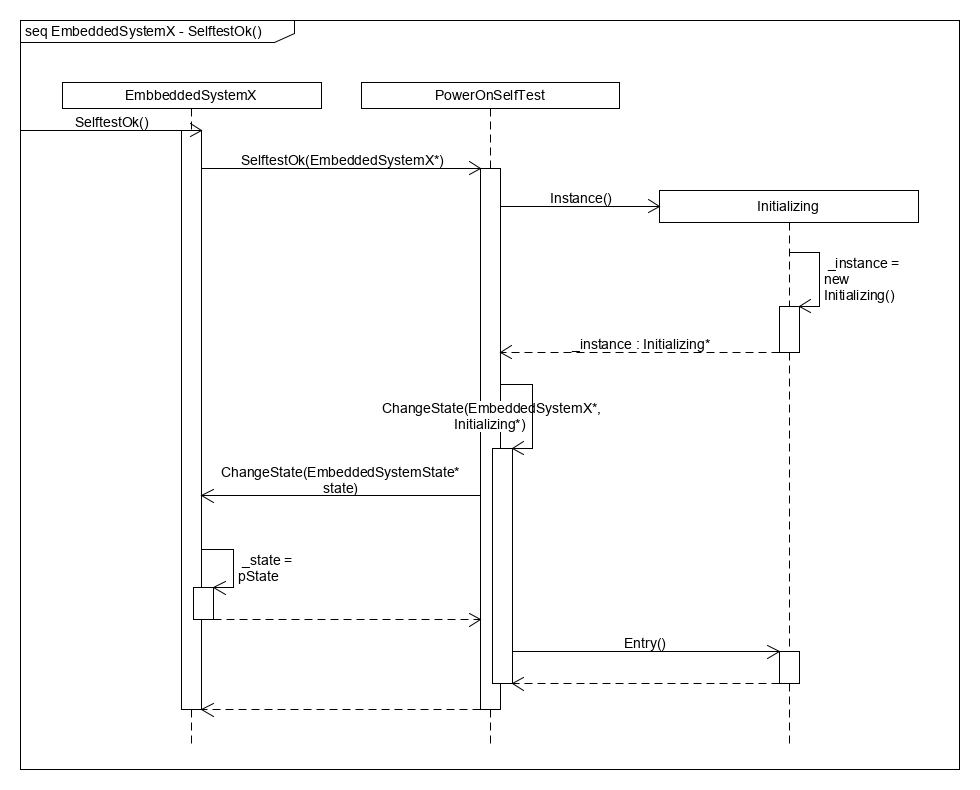 seq EmbeddedSystemX - SelftestOk()
EmbbeddedSystemX
PowerOnSelfTest
SelftestOk()
SelftestOk(EmbeddedSystemX*)
Instance()
Initializing
_instance =
new
Initializing()
_instance : Initializing*
ChangeState(EmbeddedSystemX*,
Initializing*)
ChangeState(EmbeddedSystemState*
state)
_state =
pState
Entry()